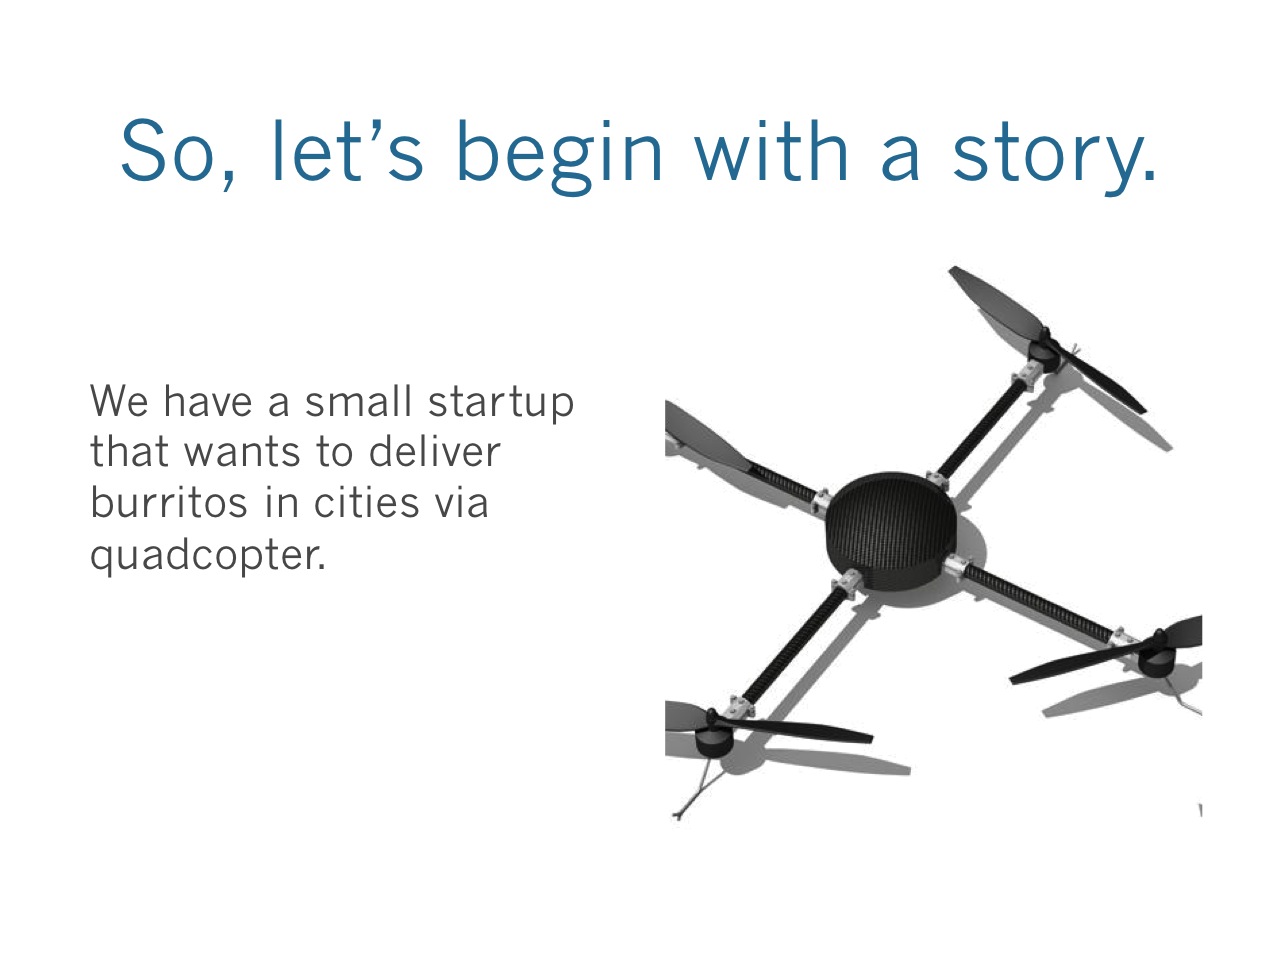 So, let’s begin with a story.
We have a small startup
that wants to deliver
burritos in cities via
quadcopter.